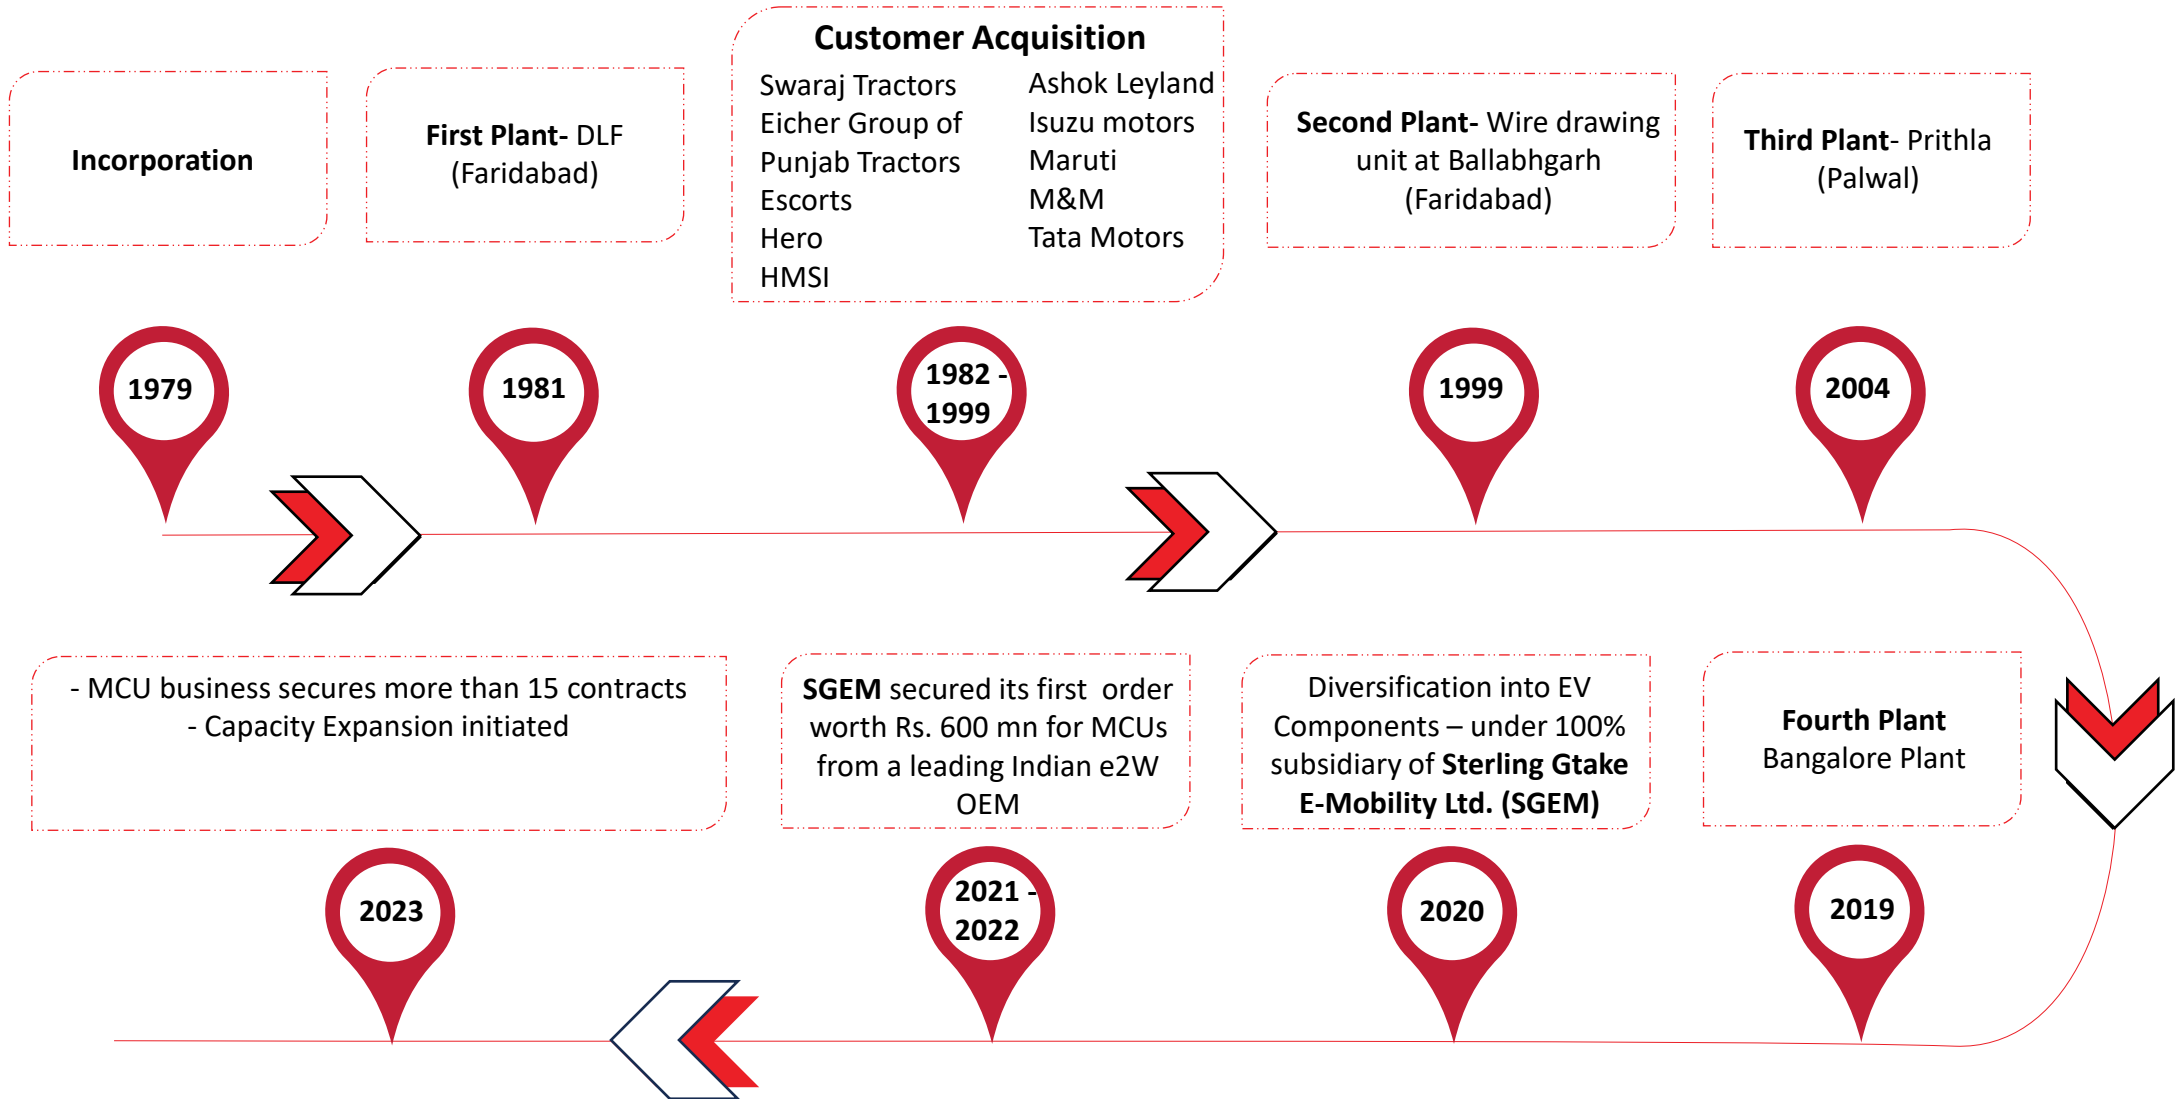 Incorporation
1979
First Plant- DLF
(Faridabad)
1981
Customer Acquisition
Swaraj Tractors
Eicher Group of
Punjab Tractors
Escorts
Hero
HMSI
Ashok Leyland
Isuzu motors
Maruti
M&M
Tata Motors
1982 -
1999
Second Plant- Wire drawing
unit at Ballabhgarh
(Faridabad)
1999
Third Plant- Prithla
(Palwal)
2004
Fourth Plant
Bangalore Plant
2019
Diversification into EV
Components – under 100%
subsidiary of Sterling Gtake
E-Mobility Ltd. (SGEM)
2020
SGEM secured its first  order
worth Rs. 600 mn for MCUs
from a leading Indian e2W
OEM
2021 -
2022
- MCU business secures more than 15 contracts
- Capacity Expansion initiated
2023